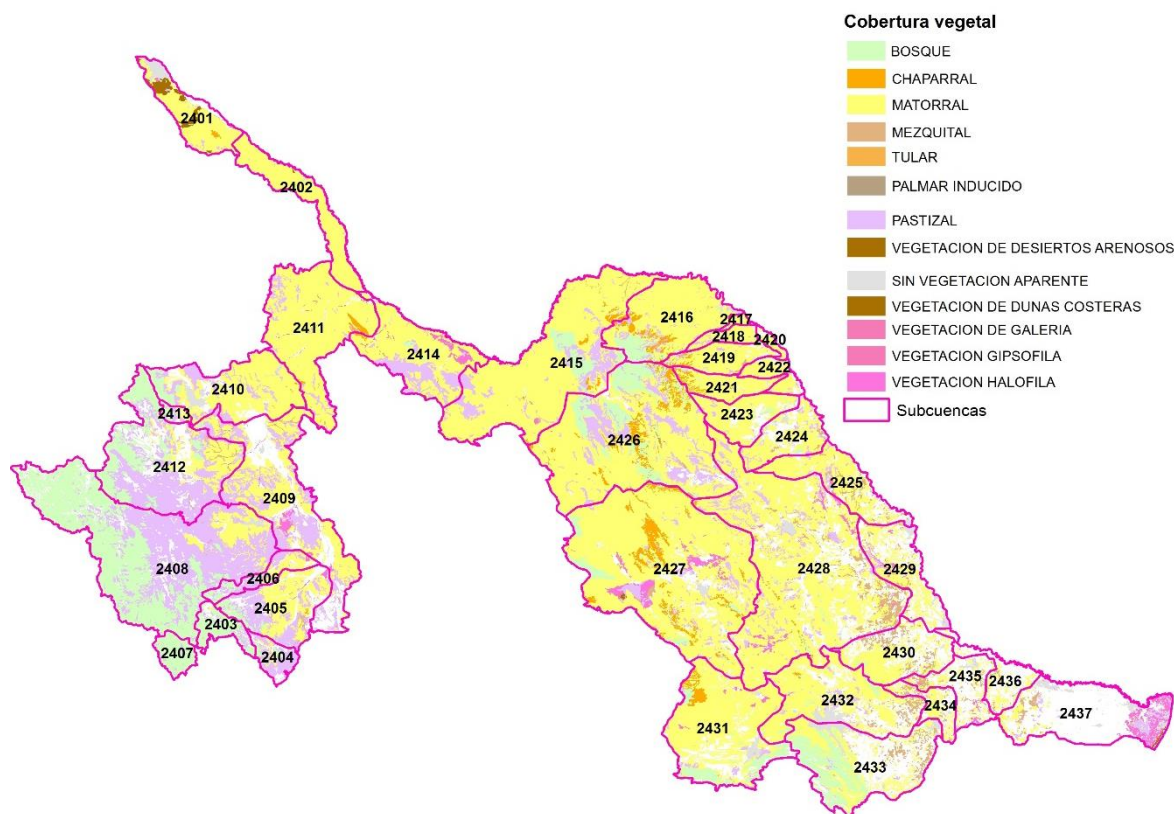 Cobertura vegetal
BOSQUE
CHAPARRAL
MATORRAL
MEZQUITAL
TULAR
PALMAR INDUCIDO
PASTIZAL
VEGETACION DE DESIERTOS ARENOSOS
SIN VEGETACION APARENTE
VEGETACION DE DUNAS COSTERAS
VEGETACION DE GALERIA
VEGETACION GIPSOFILA
VEGETACION HALOFILA
Subcuencas
2401
2402
2411
2414
2415
2416
2417
2418
2420
2419
2422
2421
2410
2413
2423
2424
2426
2412
2409
2425
2408
2406
2405
2403
2407
2404
2427
2428
2429
2430
2435
2436
2432
2434
2437
2431
2433